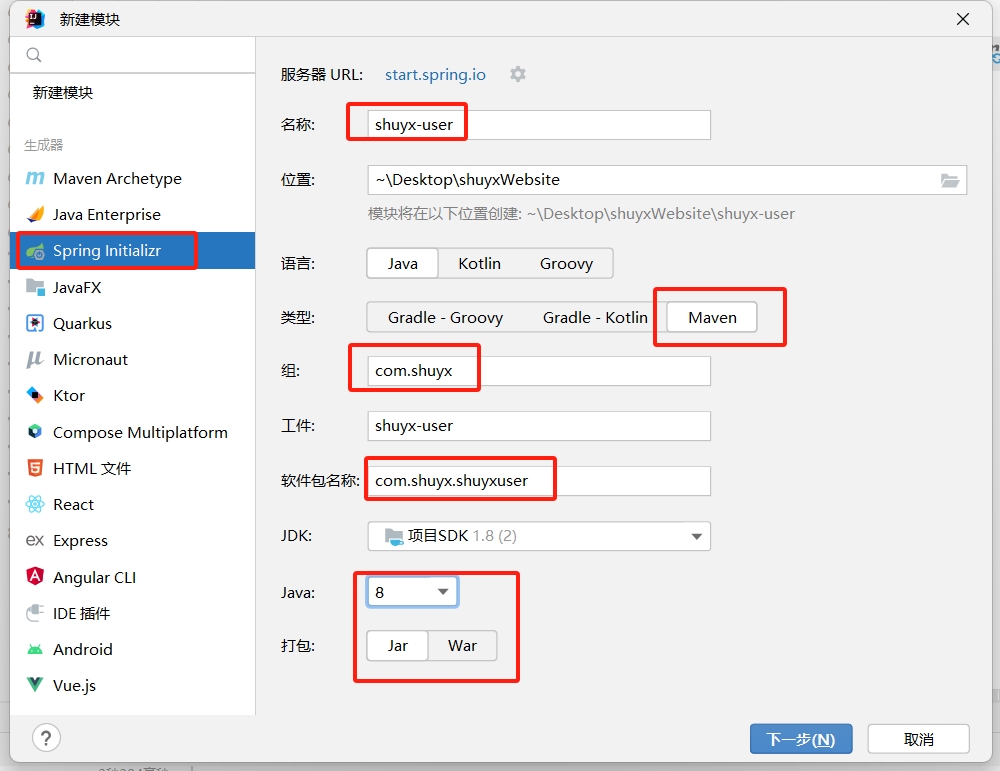 新建模块
新建模块
生成器
Maven Archetype
Java Enterprise
Spring Initializr
JavaFX
Quarkus
Micronaut
Ktor
Compose Multiplatform
HTML 文件
React
ex Express
Angular CLI
IDE 插件
Android
Vue.js
服务器 URL: start.spring.io
名称: shuyx-user
位置: ~\Desktop\shuyxWebsite
模块将在以下位置创建: ~\Desktop\shuyxWebsite\shuyx-user
语言: Java Kotlin Groovy
类型: Gradle - Groovy Gradle - Kotlin Maven
组: com.shuyx
工件: shuyx-user
软件包名称: com.shuyx.shuyxuser
JDK: 项目SDK 1.8 (2)
Java: 8
打包: Jar War
? 下一步(N) 取消